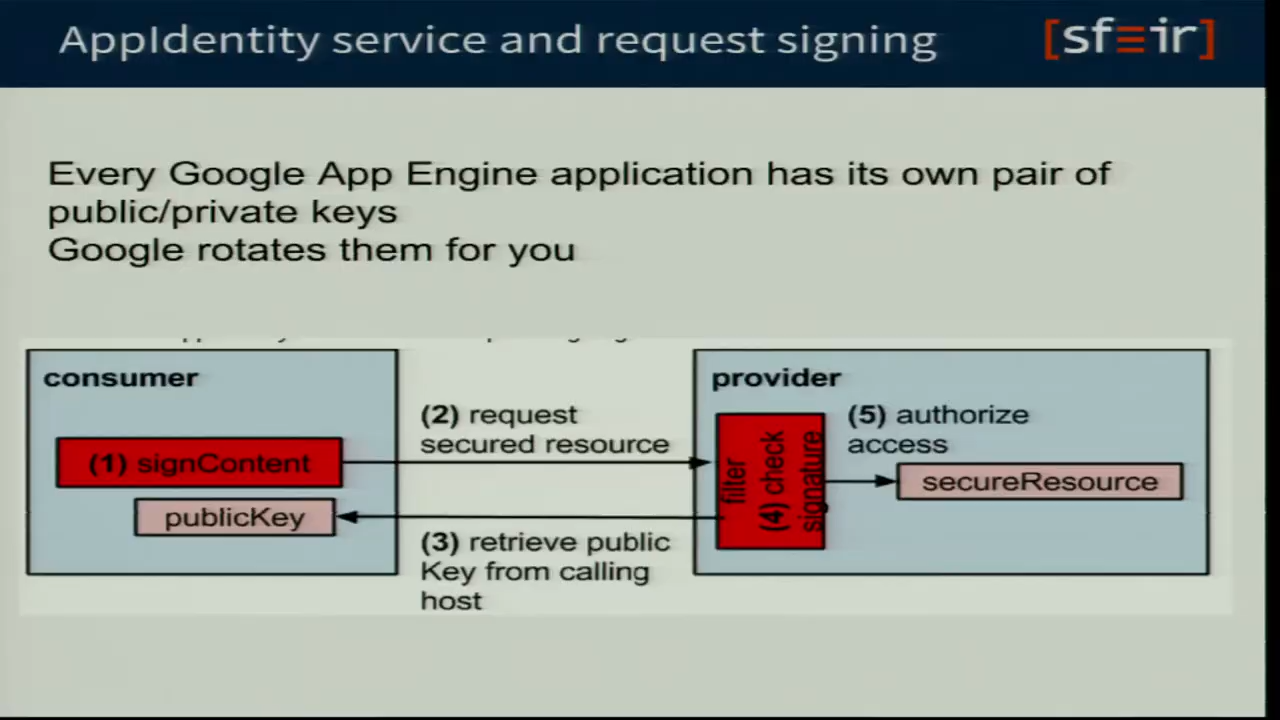 AppIdentity service and request signing
[sfeir]
Every Google App Engine application has its own pair of
public/private keys
Google rotates them for you
consumer
(1) signContent
publicKey
(2) request
secured resource
(3) retrieve public
Key from calling
host
provider
filter
(4) check
signature
(5) authorize
access
secureResource